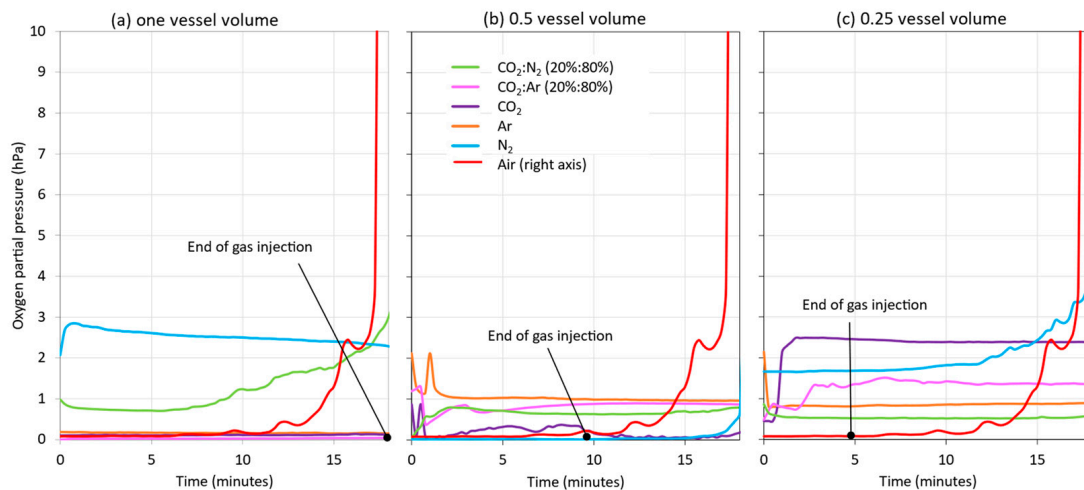 (a) one vessel volume
(b) 0.5 vessel volume
(c) 0.25 vessel volume
Oxygen partial pressure (hPa)
10
9
8
7
6
5
4
3
2
1
0
End of gas injection
0
5
10
15
Time (minutes)
CO₂:N₂ (20%:80%)
CO₂:Ar (20%:80%)
CO₂
Ar
N₂
Air (right axis)
End of gas injection
0
5
10
15
Time (minutes)
End of gas injection
0
5
10
15
Time (minutes)